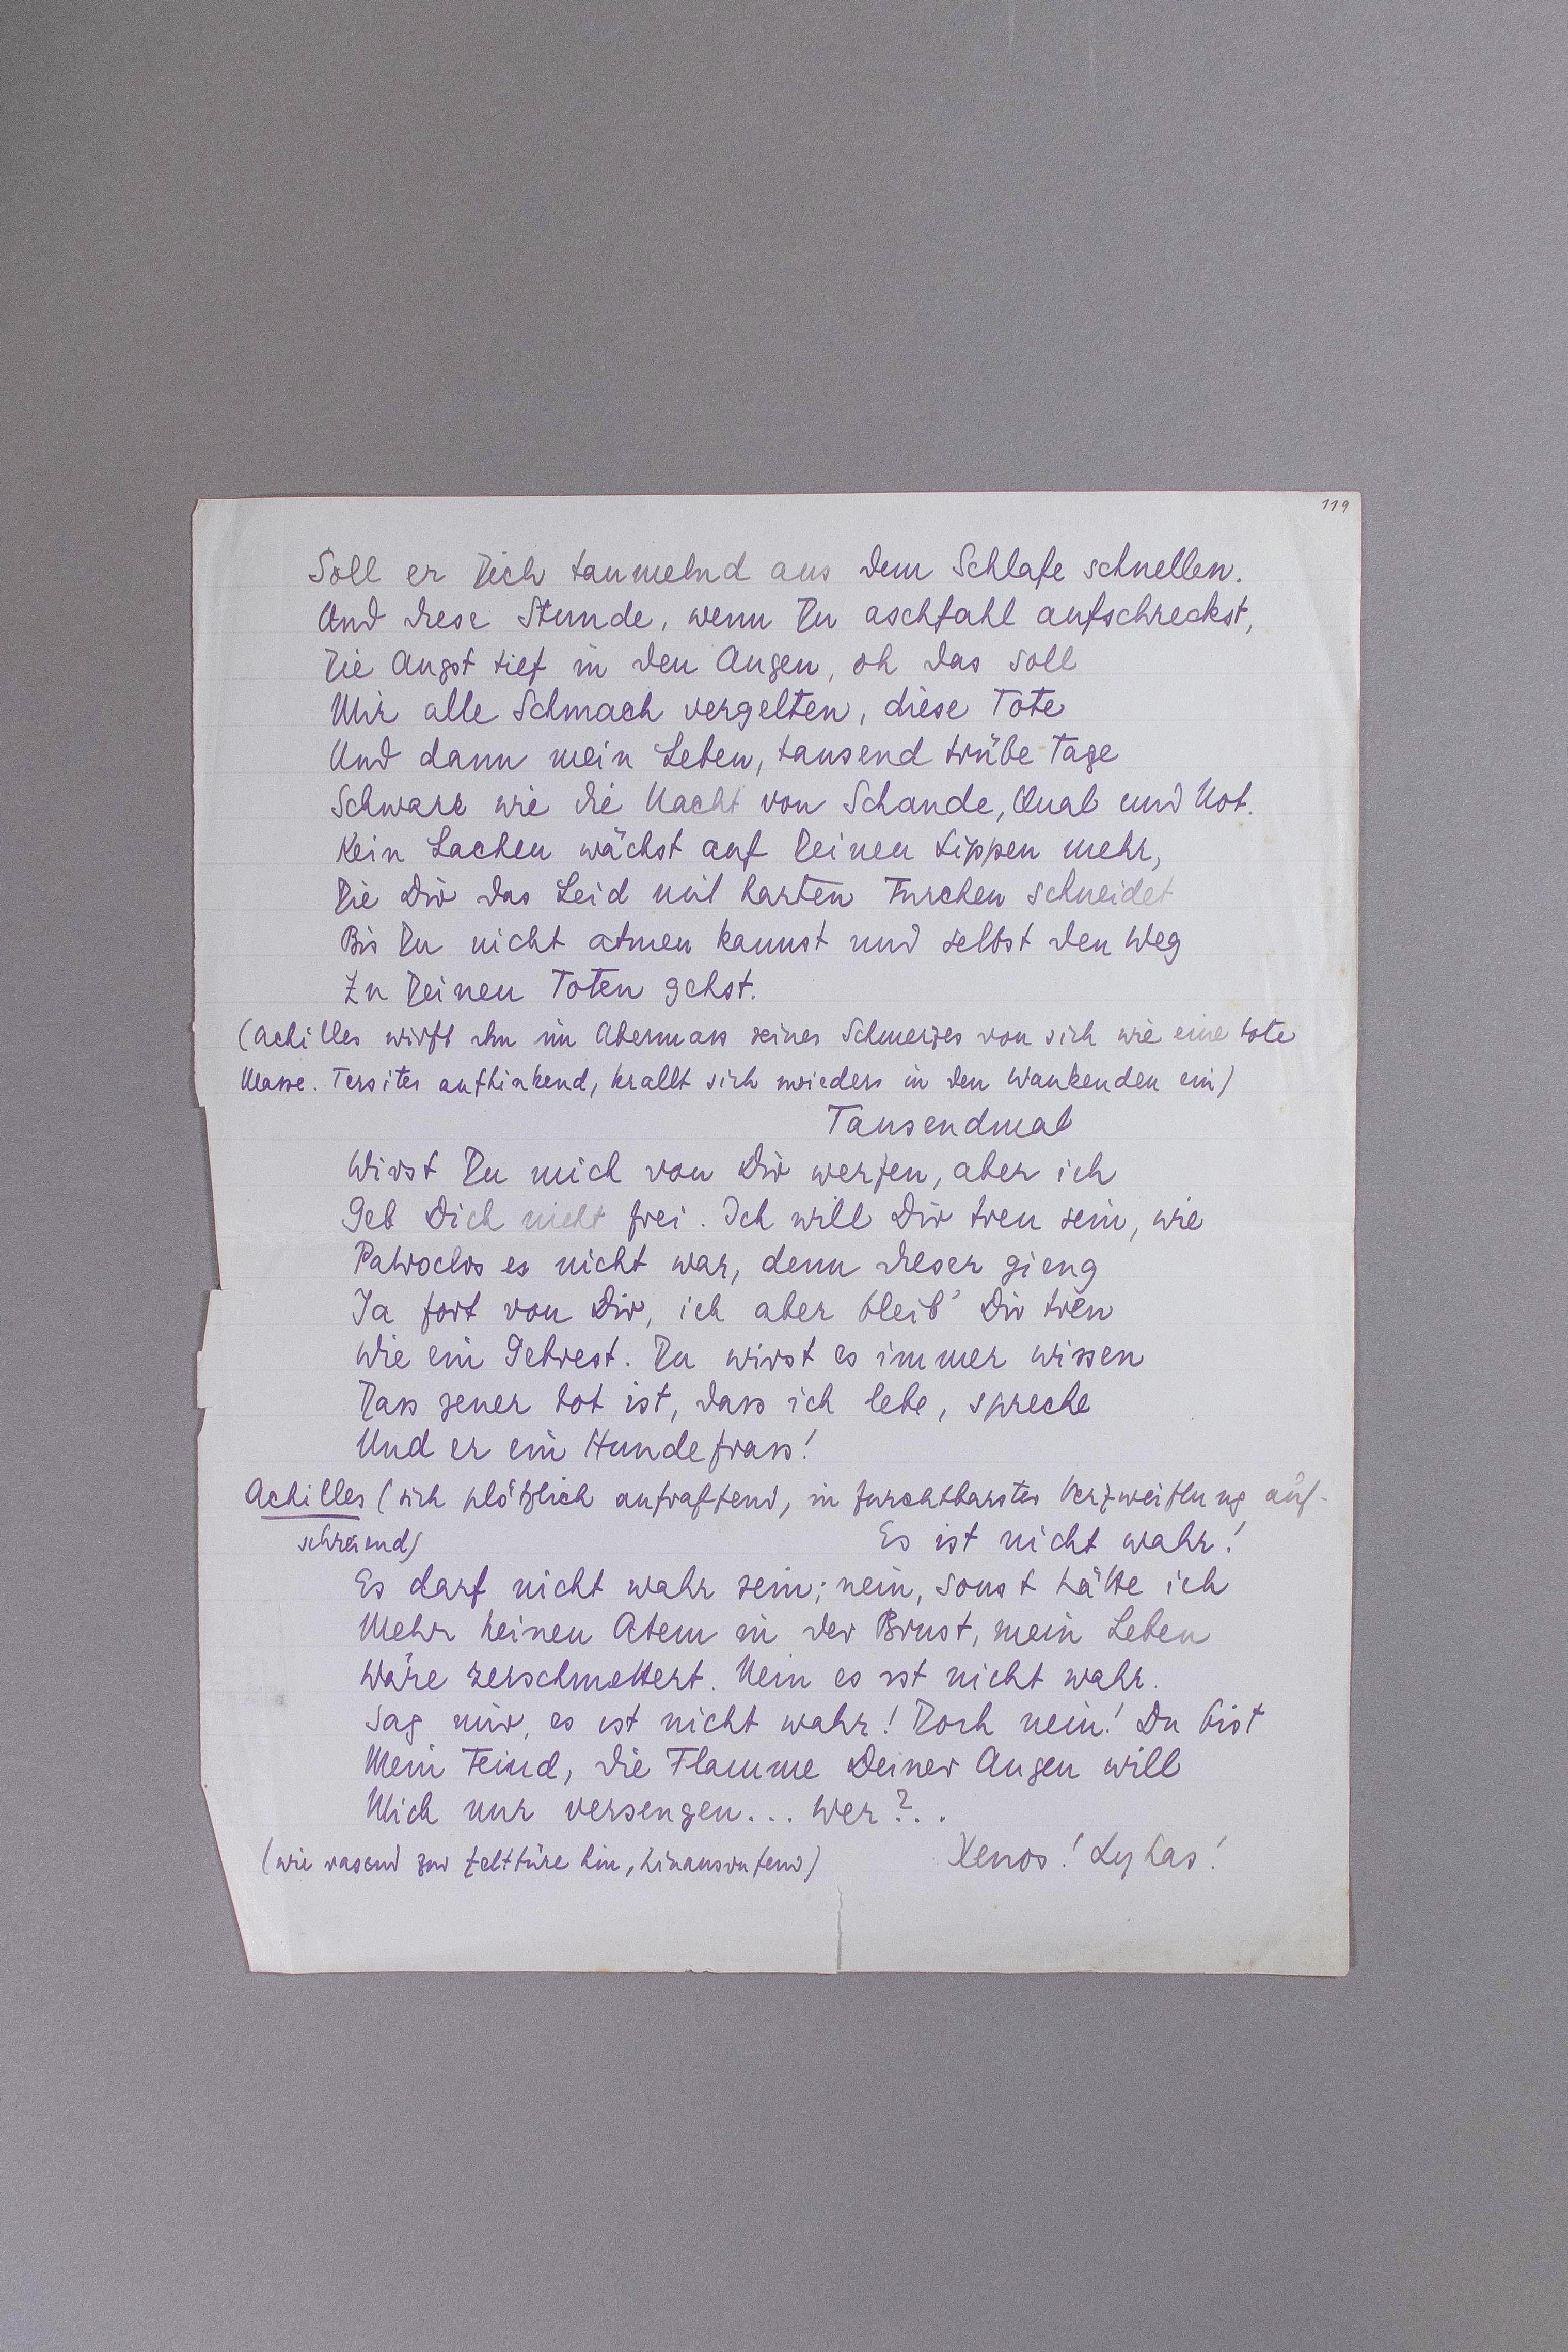 119
Soll er Dich taumelnd aus dem Schlafe schnellen.
Und diese Stunde, wenn Du aschfahl aufschreckst,
Die Angst tief in den Augen, oh das soll
Mir alle Schmach vergelten, diese Tote
Und dann mein Leben, tausend trübe Tage
Schwarz wie die Nacht von Schande, Qual und Not.
Kein Lachen wächst auf Deinen Lippen mehr,
Die Dir das Leid mit harten Furchen schneidet
Bis Du nicht atmen kannst und selbst den Weg
Zu Deinen Toten gehst.
(Achilles wirft ihn im Übermass seines Schmerzes von sich wie eine tote
Masse. Tersites aufhinkend, krallt sich wieder in den Wankenden ein)
Tausendmal
Wirst Du mich von Dir werfen, aber ich
Geb Dich nicht frei. Ich will Dir treu sein, wie
Patroclos es nicht war, denn dieser gieng
Ja fort von Dir, ich aber bleib' Dir treu
Wie ein Gebrest. Du wirst es immer wissen
Dass jener tot ist, dass ich lebe, spreche
Und er ein Hundefrass!
Achilles (sich plötzlich aufraffend, in furchtbarster Verzweiflung auf-
schreiend) Es ist nicht wahr!
Es darf nicht wahr sein; nein, sonst hätte ich
Mehr keinen Atem in der Brust, mein Leben
Wäre zerschmettert. Nein es ist nicht wahr.
Sag mir, es ist nicht wahr! Doch nein! Du bist
Mein Feind, die Flamme Deiner Augen will
Mich nur versengen... Wer?..
(wie rasend zur Zelttüre hin, hinausrufend) Xenos! Lykas!